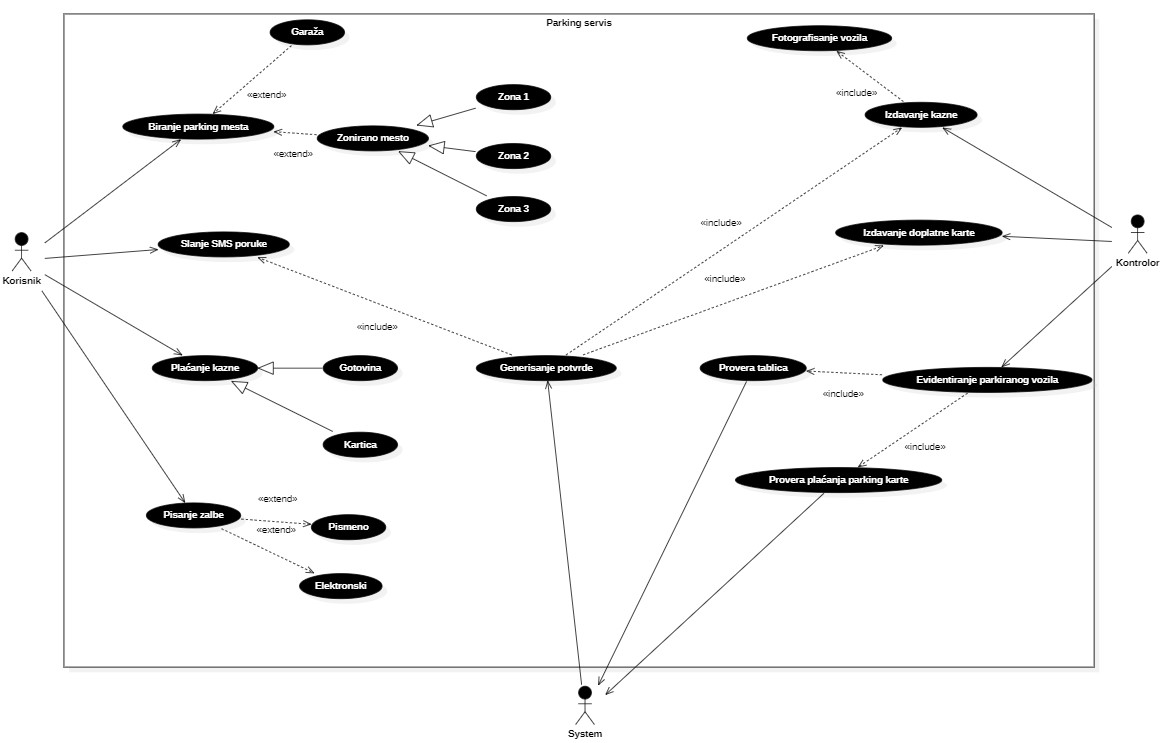 Parking servis
Garaža
Fotografisanje vozila
«extend»
«include»
Zona 1
Izdavanje kazne
Biranje parking mesta
Zonirano mesto
«extend»
Zona 2
Zona 3
«include»
Slanje SMS poruke
Izdavanje doplatne karte
Korisnik
Kontrolor
«include»
«include»
Plaćanje kazne
Gotovina
Generisanje potvrde
Provera tablica
Evidentiranje parkiranog vozila
«include»
Kartica
«include»
Provera plaćanja parking karte
«extend»
Pisanje zalbe
Pismeno
«extend»
Elektronski
System